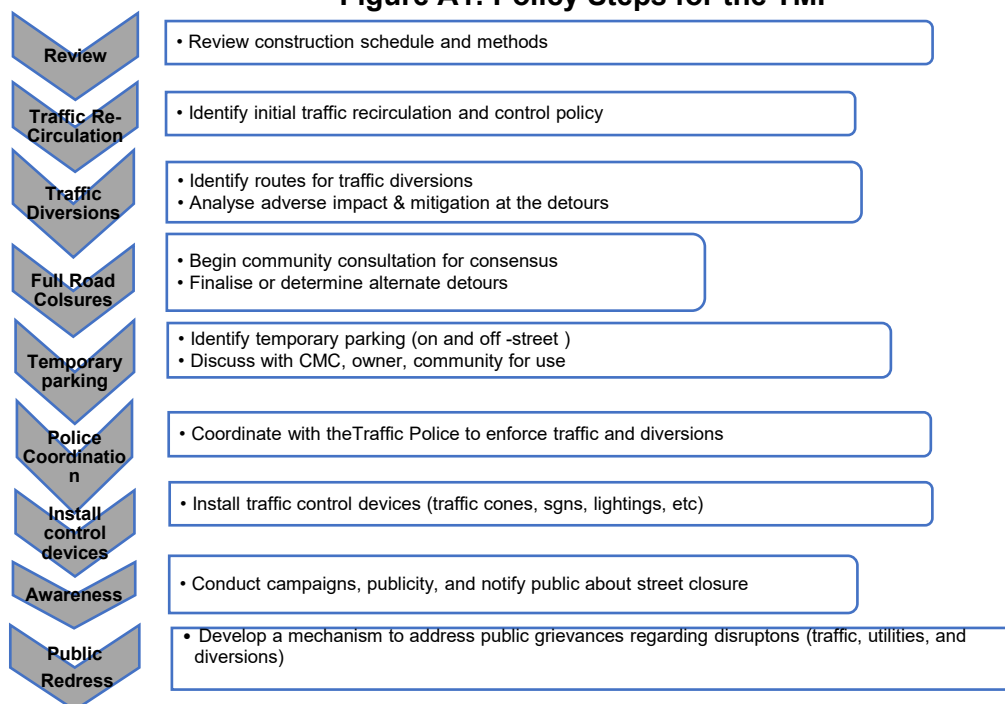 Figure A1: Policy Steps for the TMP
Review
• Review construction schedule and methods
Traffic Re-
Circulation
• Identify initial traffic recirculation and control policy
Traffic
Diversions
• Identify routes for traffic diversions
• Analyse adverse impact & mitigation at the detours
Full Road
Colsures
• Begin community consultation for consensus
• Finalise or determine alternate detours
Temporary
parking
• Identify temporary parking (on and off -street )
• Discuss with CMC, owner, community for use
Police
Coordinatio
n
• Coordinate with theTraffic Police to enforce traffic and diversions
Install
control
devices
• Install traffic control devices (traffic cones, sgns, lightings, etc)
Awareness
• Conduct campaigns, publicity, and notify public about street closure
Public
Redress
• Develop a mechanism to address public grievances regarding disruptons (traffic, utilities, and
diversions)